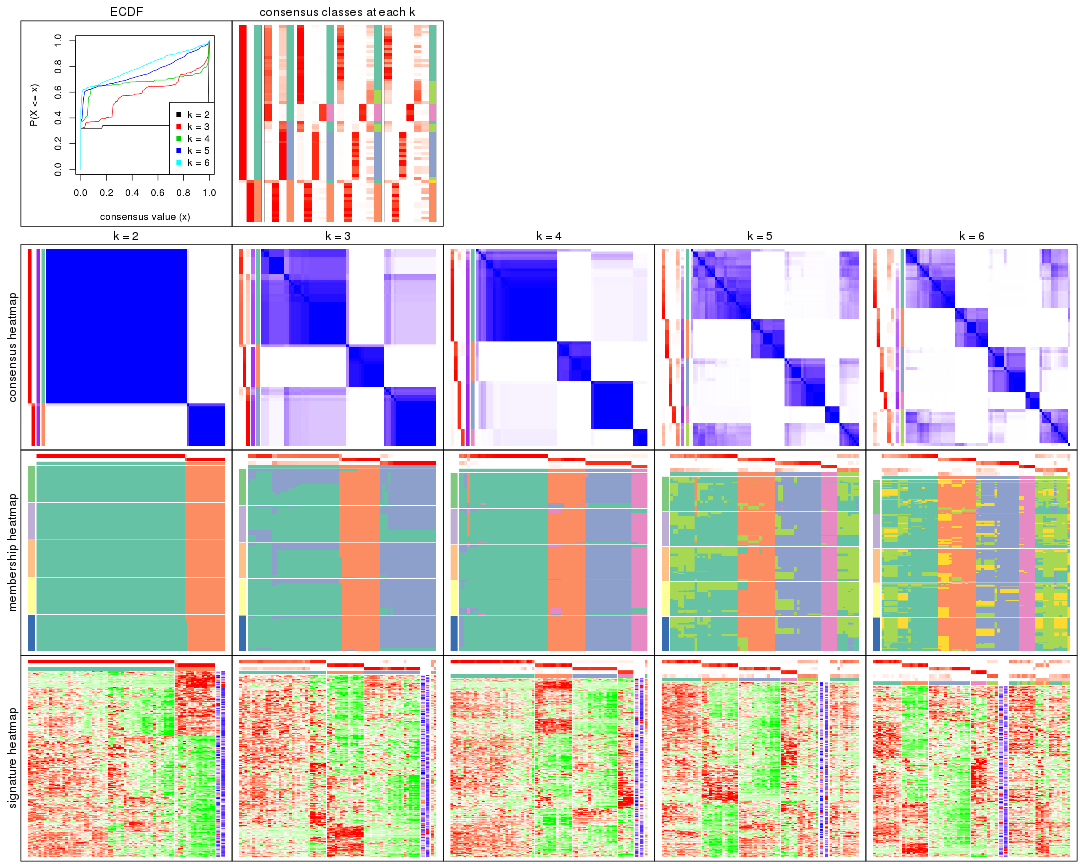 ECDF
consensus classes at each k
P(X <= x)
0.0
0.2
0.4
0.6
0.8
1.0
k = 2
k = 3
k = 4
k = 5
k = 6
0.0 0.2 0.4 0.6 0.8 1.0
consensus value (x)
k = 2
k = 3
k = 4
k = 5
k = 6
consensus heatmap
membership heatmap
signature heatmap